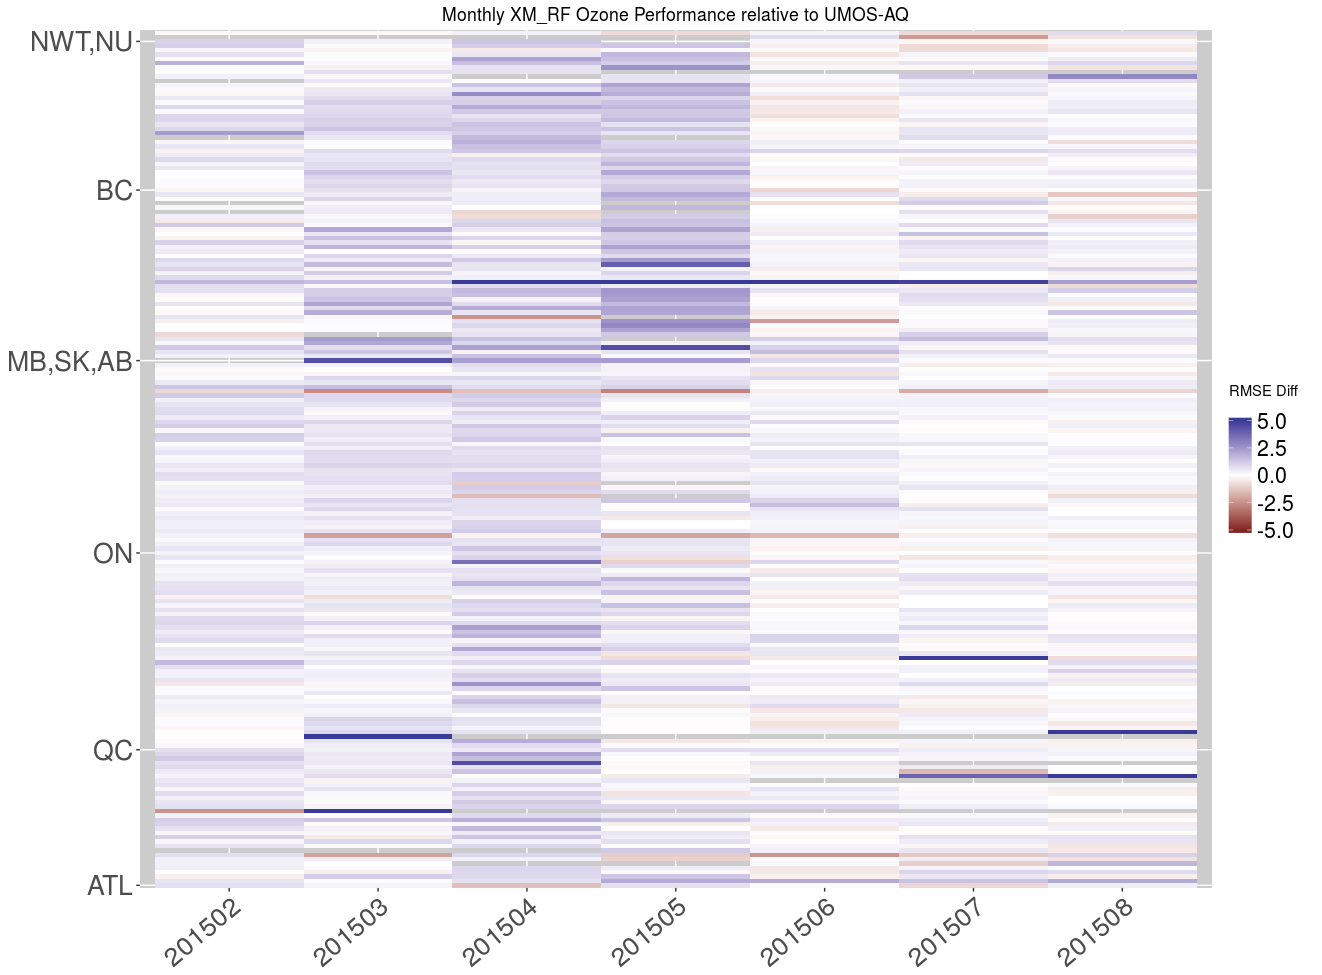 Monthly XM_RF Ozone Performance relative to UMOS-AQ
NWT,NU
BC
MB,SK,AB
ON
QC
ATL
201502
201503
201504
201505
201506
201507
201508
RMSE Diff
5.0
2.5
0.0
-2.5
-5.0